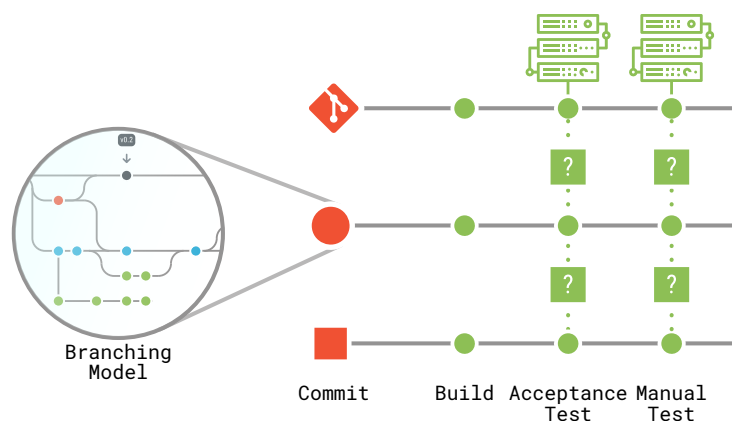 v0.2
?
?
?
?
Branching
Model
Commit
Build
Acceptance
Test
Manual
Test